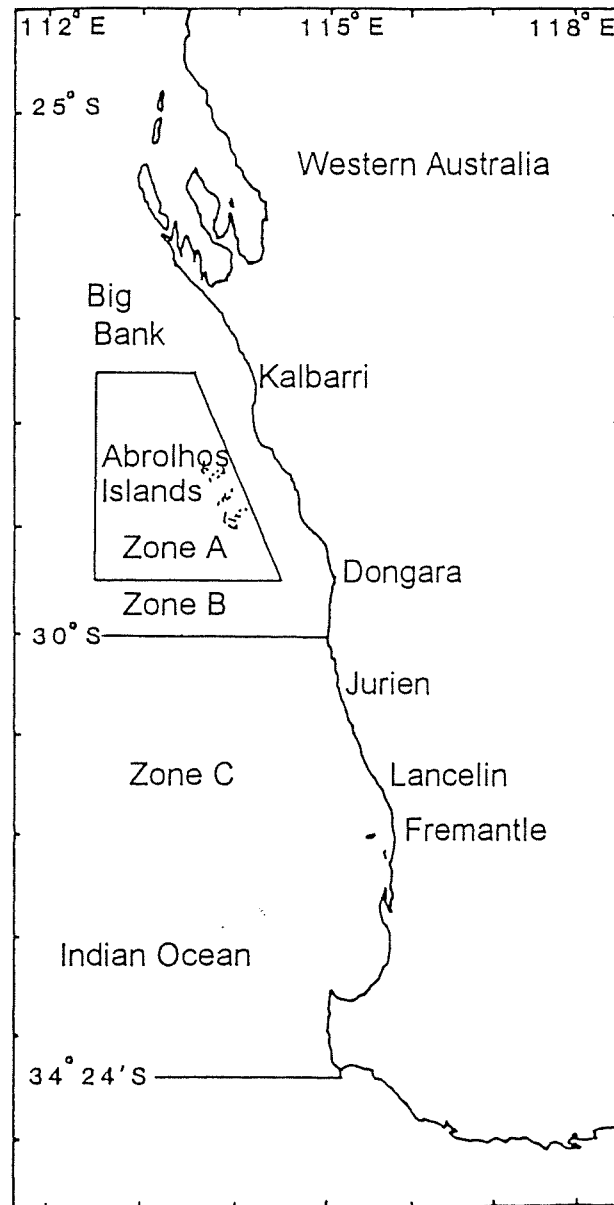 112° E
115° E
118° E
25° S
Western Australia
Big
Bank
Kalbarri
Abrolhos
Islands
Zone A
Dongara
Zone B
30° S
Jurien
Zone C
Lancelin
Fremantle
Indian Ocean
34° 24' S